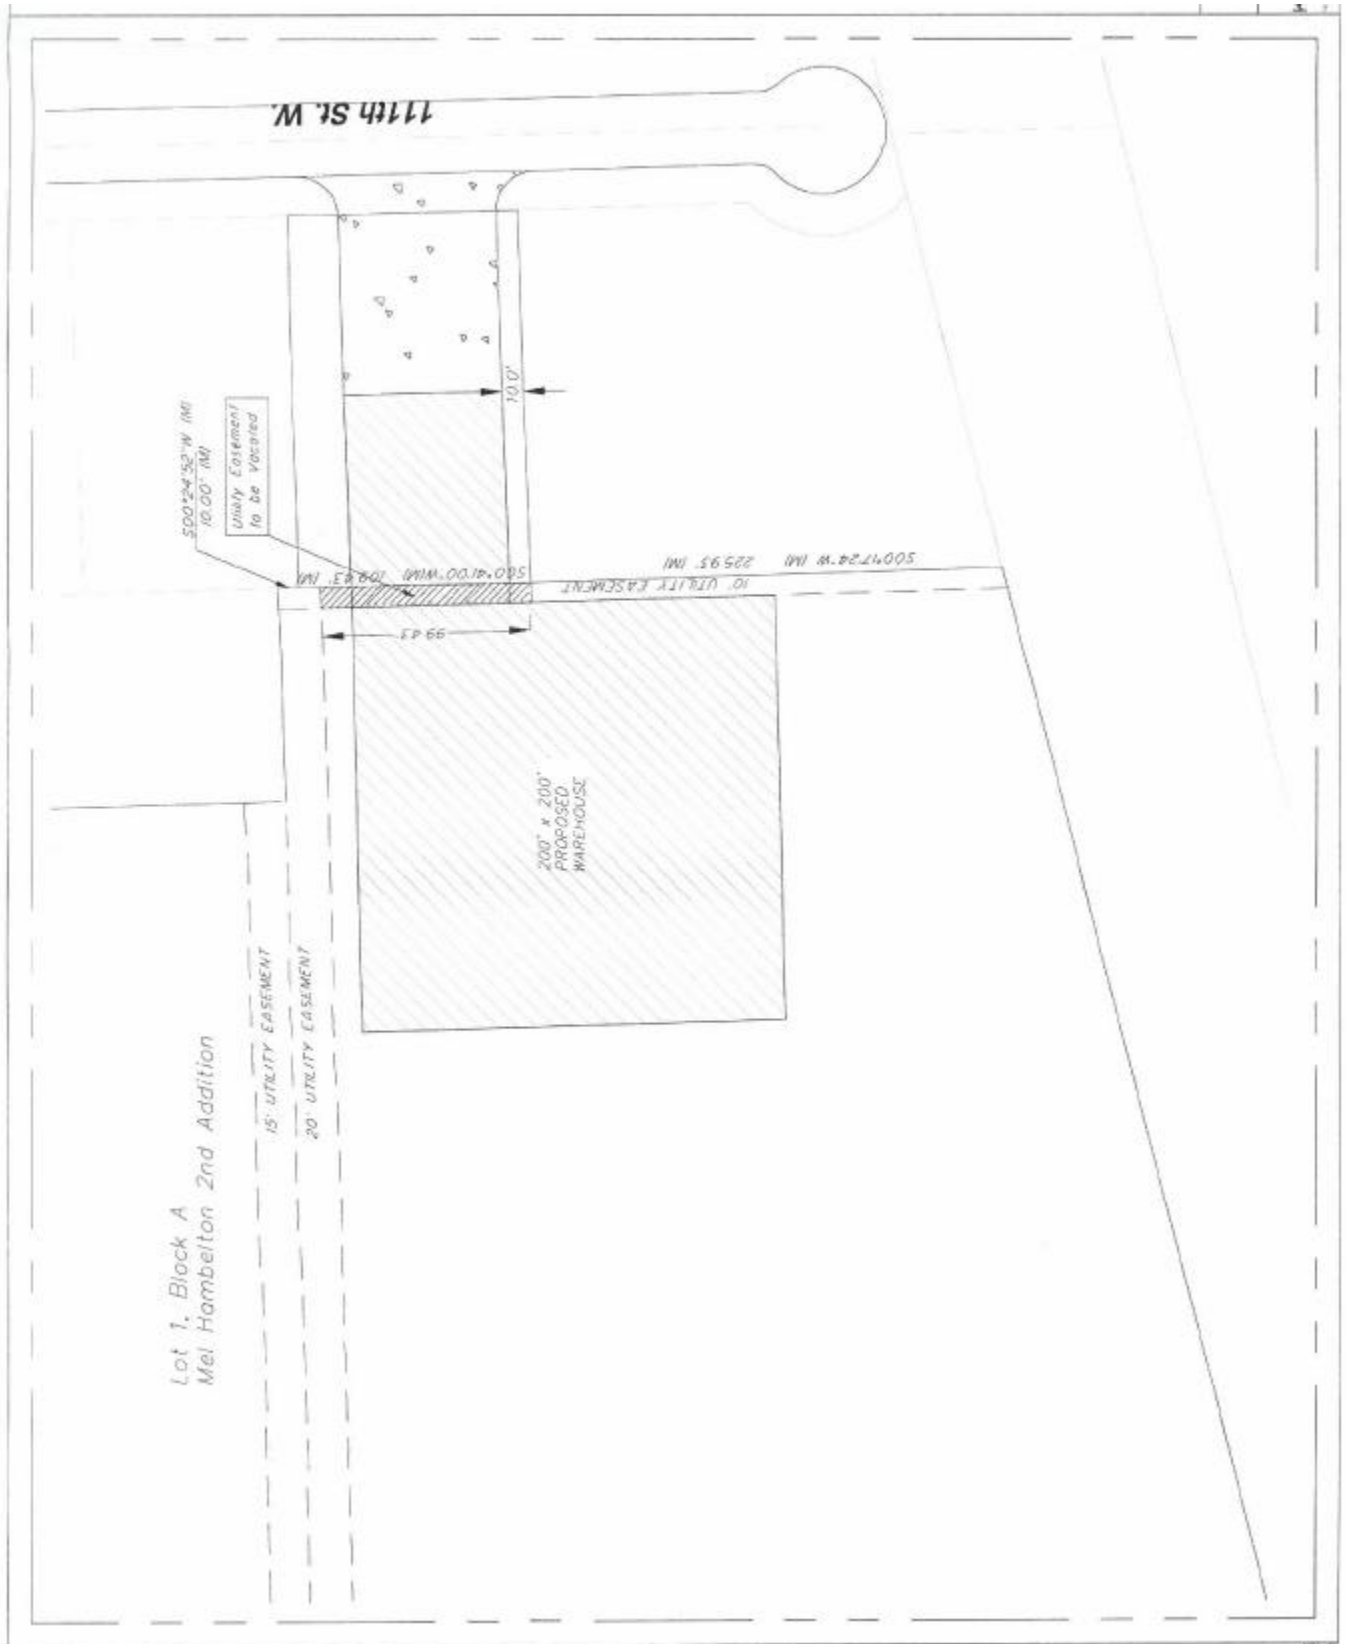 111th St. W.
S00°24'52"W (M)
10.00' (M)
Utility Easement
to be Vacated
10.0'
S00°41'00"W(M) 109.43' (M)
S00°17'24"W (M) 225.93' (M)
10' UTILITY EASEMENT
99.43
200' x 200'
PROPOSED
WAREHOUSE
15' UTILITY EASEMENT
20' UTILITY EASEMENT
Lot 1, Block A
Mel Hambelton 2nd Addition